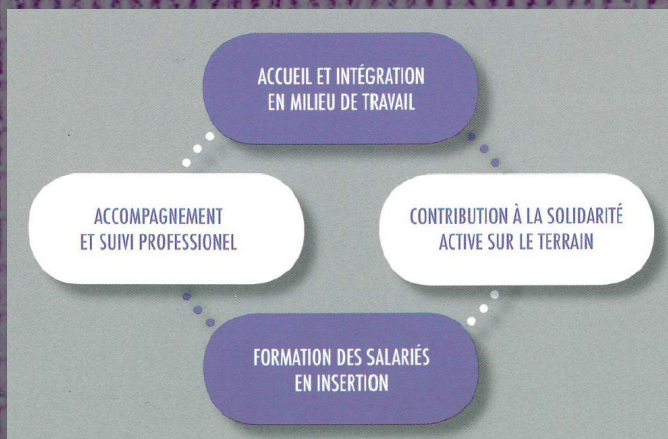 ACCUEIL ET INTÉGRATION
EN MILIEU DE TRAVAIL
ACCOMPAGNEMENT
ET SUIVI PROFESSIONEL
CONTRIBUTION À LA SOLIDARITÉ
ACTIVE SUR LE TERRAIN
FORMATION DES SALARIÉS
EN INSERTION